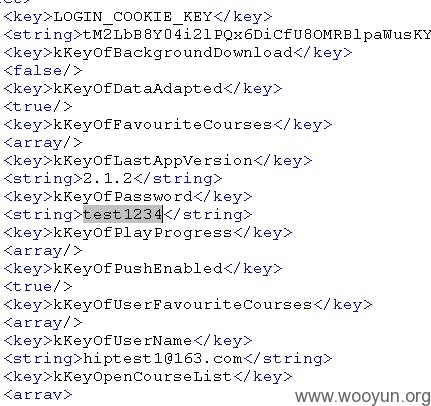 <key>LOGIN_COOKIE_KEY</key>
<string>tM2LbB8Y04i2lPQx6DiCfU8OMRBlpaWusKY
<key>kKeyOfBackgroundDownload</key>
<false/>
<key>kKeyOfDataAdapted</key>
<true/>
<key>kKeyOfFavouriteCourses</key>
<array/>
<key>kKeyOfLastAppVersion</key>
<string>2.1.2</string>
<key>kKeyOfPassword</key>
<string>test1234</string>
<key>kKeyOfPlayProgress</key>
<array/>
<key>kKeyOfPushEnabled</key>
<true/>
<key>kKeyOfUserFavouriteCourses</key>
<array/>
<key>kKeyOfUserName</key>
<string>hiptest1@163.com</string>
<key>kKeyOpenCourseList</key>
<array>
www.wooyun.org